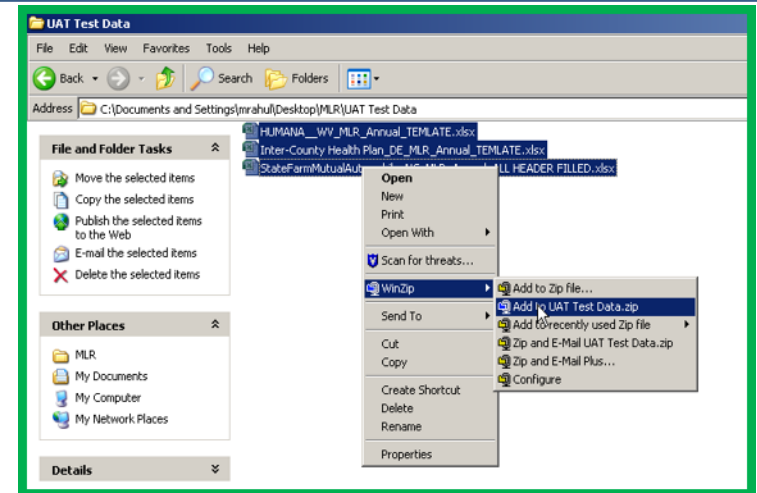 UAT Test Data
File Edit View Favorites Tools Help
Back Search Folders
Address C:\Documents and Settings\mrahul\Desktop\MLR\UAT Test Data
File and Folder Tasks
Move the selected items
Copy the selected items
Publish the selected items
to the Web
E-mail the selected items
Delete the selected items
Other Places
MLR
My Documents
My Computer
My Network Places
Details
HUMANA__WV_MLR_Annual_TEMLATE.xlsx
Inter-County Health Plan_DE_MLR_Annual_TEMLATE.xlsx
LL HEADER FILLED.xlsx
Open
New
Print
Open With
Scan for threats...
WinZip
Send To
Cut
Copy
Create Shortcut
Delete
Rename
Properties
Add to Zip file...
Add to UAT Test Data.zip
Add to recently used Zip file
Zip and E-Mail UAT Test Data.zip
Zip and E-Mail Plus...
Configure